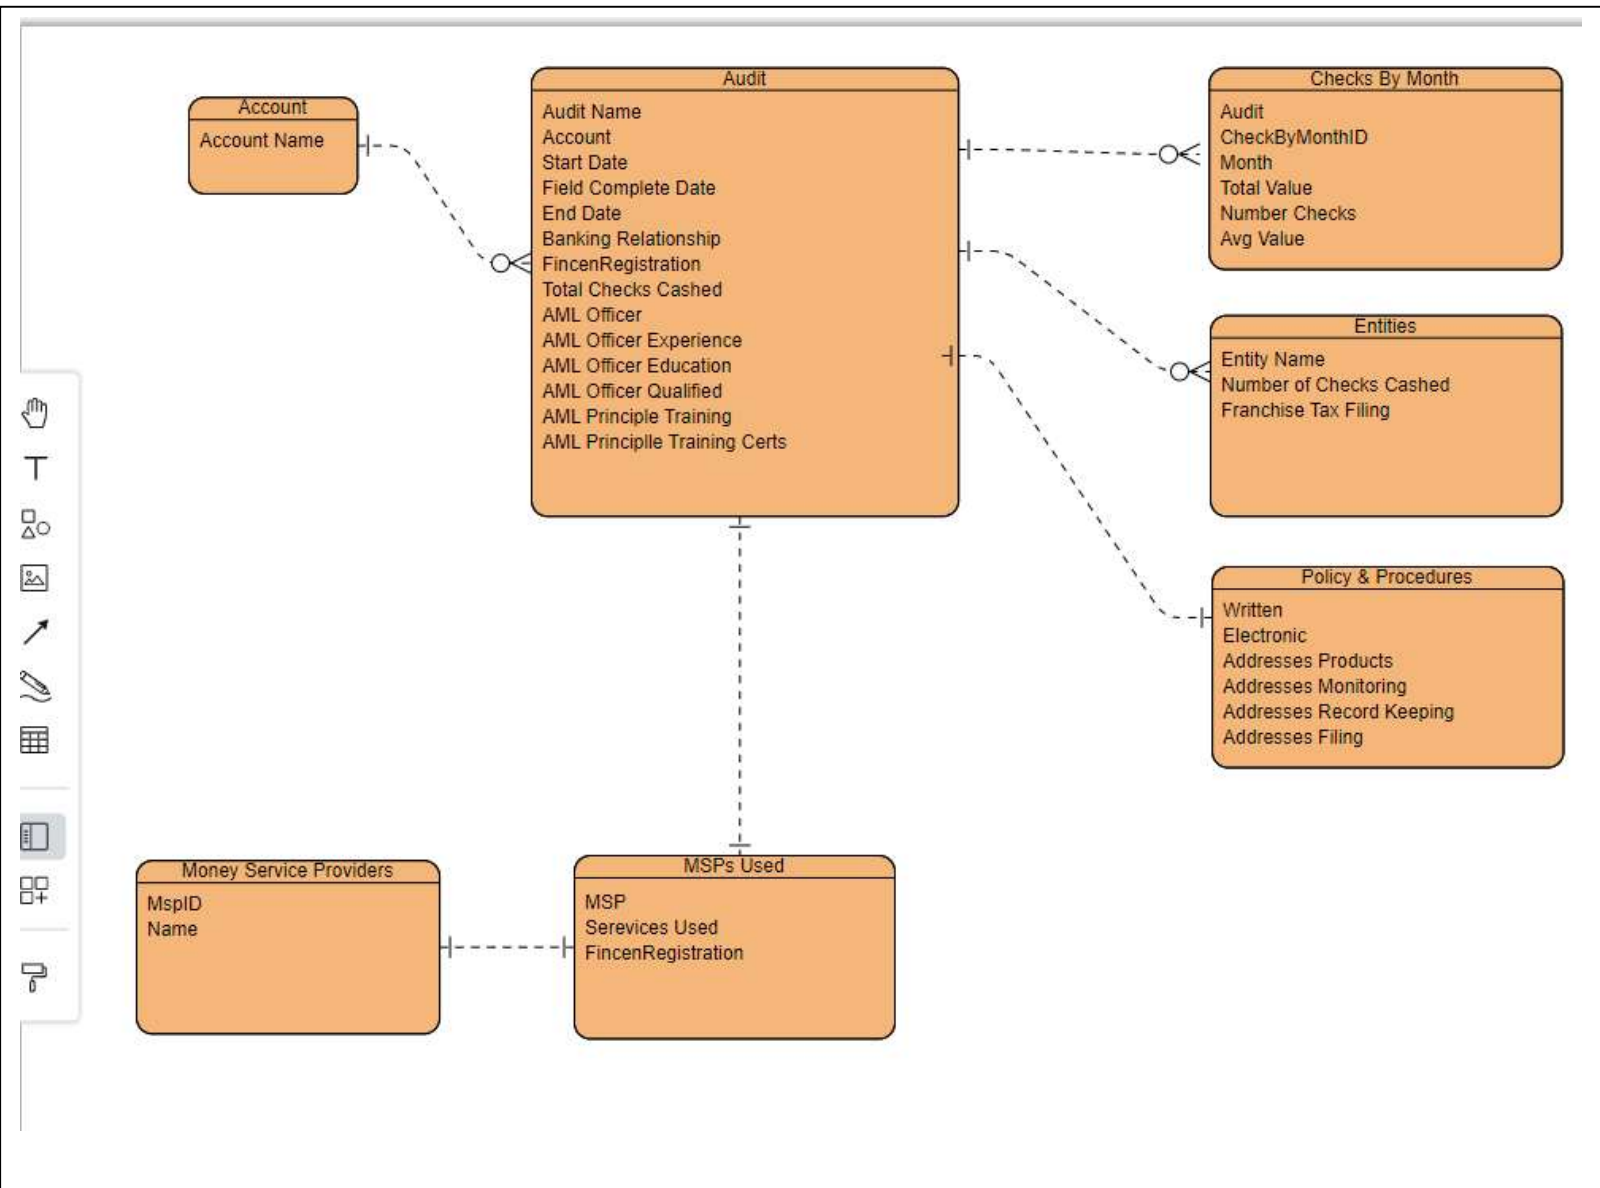 Account
Account Name
Audit
Audit Name
Account
Start Date
Field Complete Date
End Date
Banking Relationship
FincenRegistration
Total Checks Cashed
AML Officer
AML Officer Experience
AML Officer Education
AML Officer Qualified
AML Principle Training
AML Principlle Training Certs
Checks By Month
Audit
CheckByMonthID
Month
Total Value
Number Checks
Avg Value
Entities
Entity Name
Number of Checks Cashed
Franchise Tax Filing
Policy & Procedures
Written
Electronic
Addresses Products
Addresses Monitoring
Addresses Record Keeping
Addresses Filing
Money Service Providers
MspID
Name
MSPs Used
MSP
Serevices Used
FincenRegistration